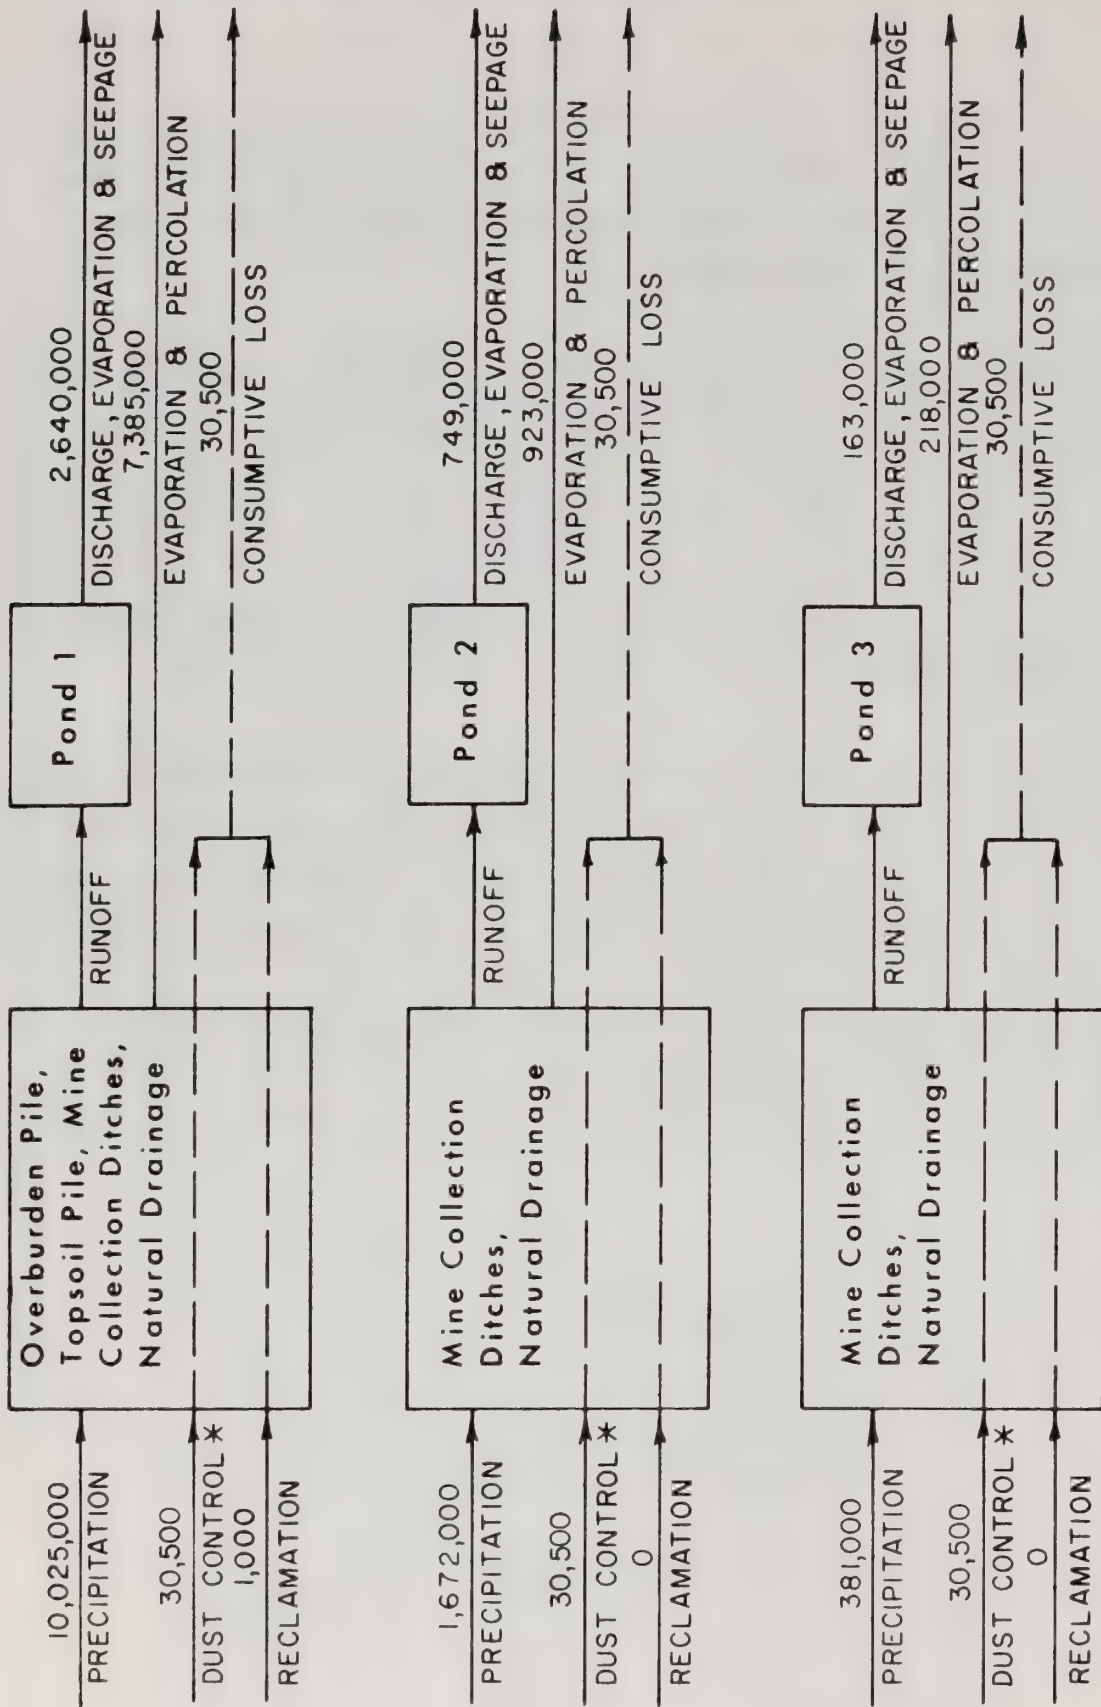 10,025,000
PRECIPITATION
30,500
DUST CONTROL *
1,000
RECLAMATION
Overburden Pile,
Topsoil Pile, Mine
Collection Ditches,
Natural Drainage
RUNOFF
Pond 1
2,640,000
DISCHARGE, EVAPORATION & SEEPAGE
7,385,000
EVAPORATION & PERCOLATION
30,500
CONSUMPTIVE LOSS
1,672,000
PRECIPITATION
30,500
DUST CONTROL *
0
RECLAMATION
Mine Collection
Ditches,
Natural Drainage
RUNOFF
Pond 2
749,000
DISCHARGE, EVAPORATION & SEEPAGE
923,000
EVAPORATION & PERCOLATION
30,500
CONSUMPTIVE LOSS
381,000
PRECIPITATION
30,500
DUST CONTROL *
0
RECLAMATION
Mine Collection
Ditches,
Natural Drainage
RUNOFF
Pond 3
163,000
DISCHARGE, EVAPORATION & SEEPAGE
218,000
EVAPORATION & PERCOLATION
30,500
CONSUMPTIVE LOSS